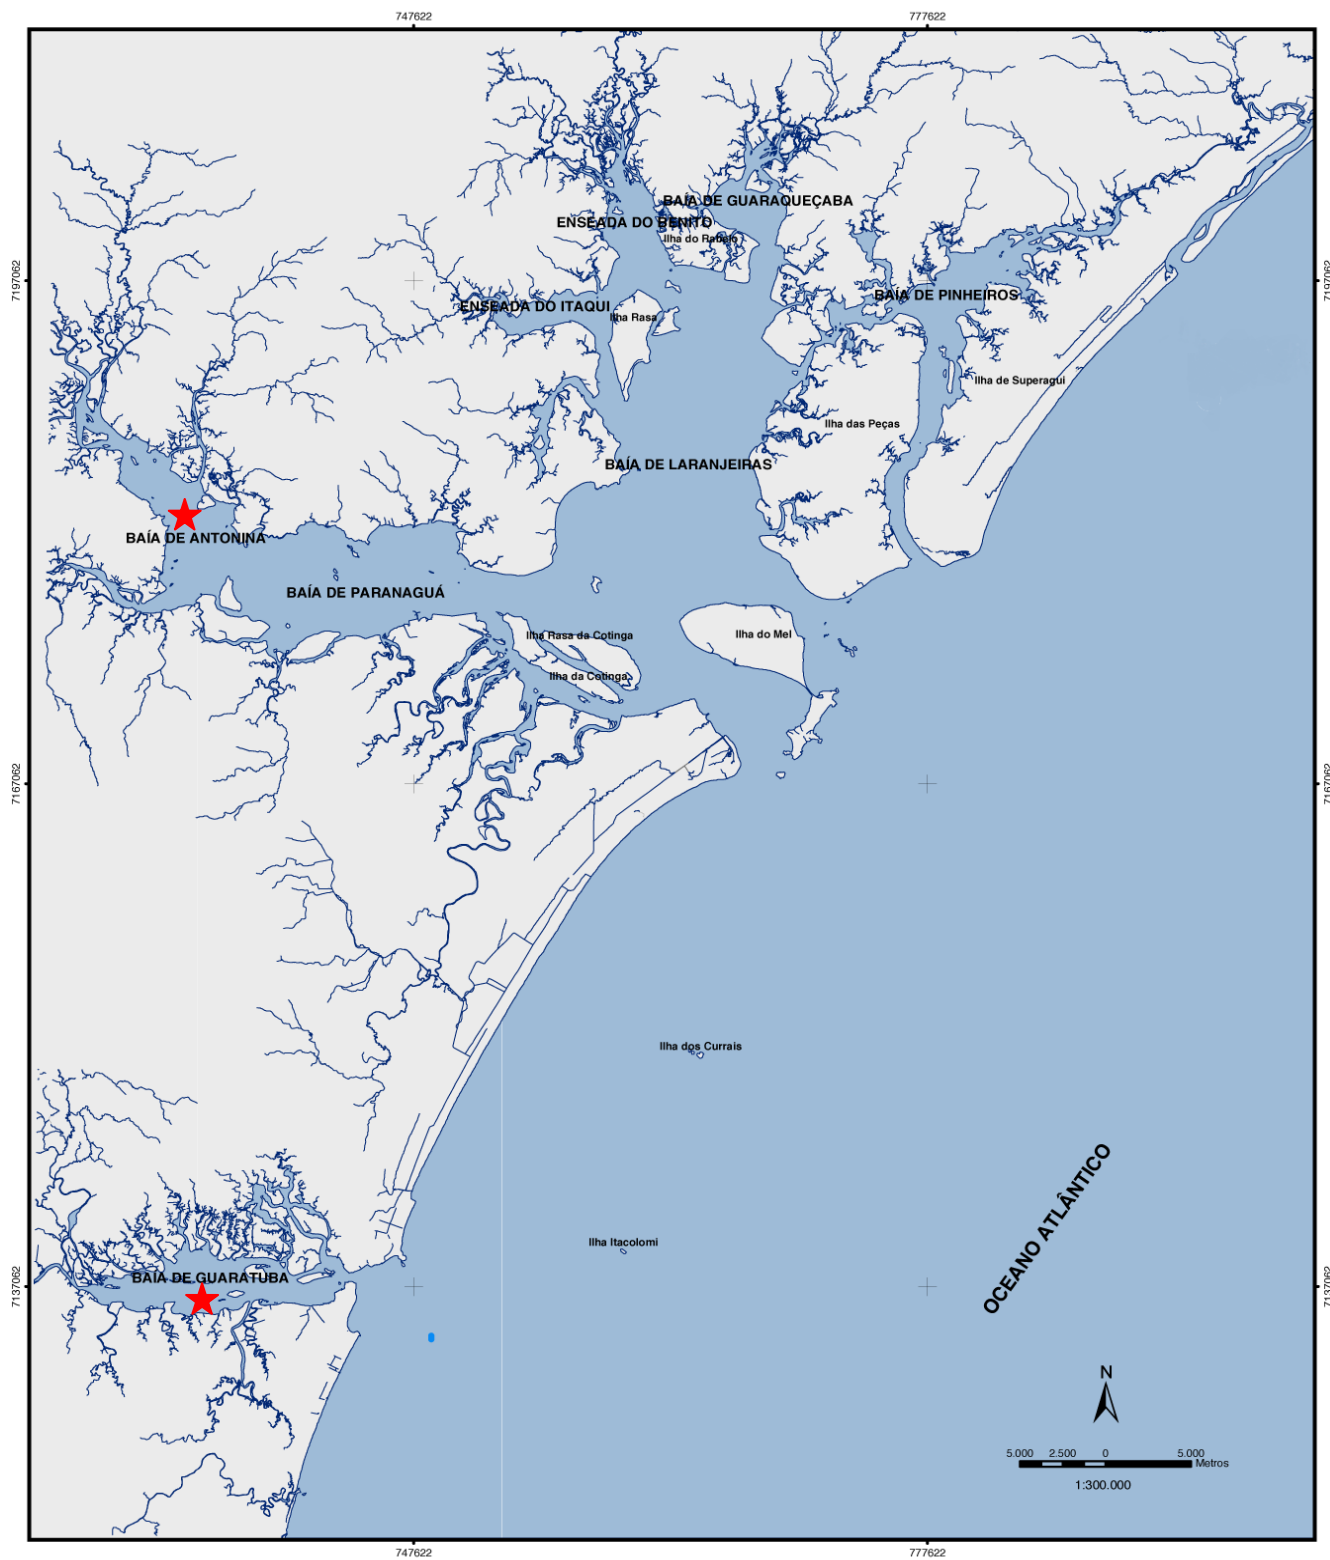 747622
777622
BAÍA DE GUARAQUEÇABA
ENSEADA DO BENITO
Ilha do Rabelo
7197062
7197062
BAÍA DE PINHEIROS
ENSEADA DO ITAQUI
Ilha Rasa
Ilha de Superagui
Ilha das Peças
BAÍA DE LARANJEIRAS
BAÍA DE ANTONINA
BAÍA DE PARANAGUÁ
Ilha Rasa da Cotinga
Ilha do Mel
Ilha da Cotinga
7167062
7167062
Ilha dos Currais
OCEANO ATLÂNTICO
Ilha Itacolomi
BAÍA DE GUARATUBA
7137062
7137062
N
5.000 2.500 0 5.000
Metros
1:300.000
747622
777622